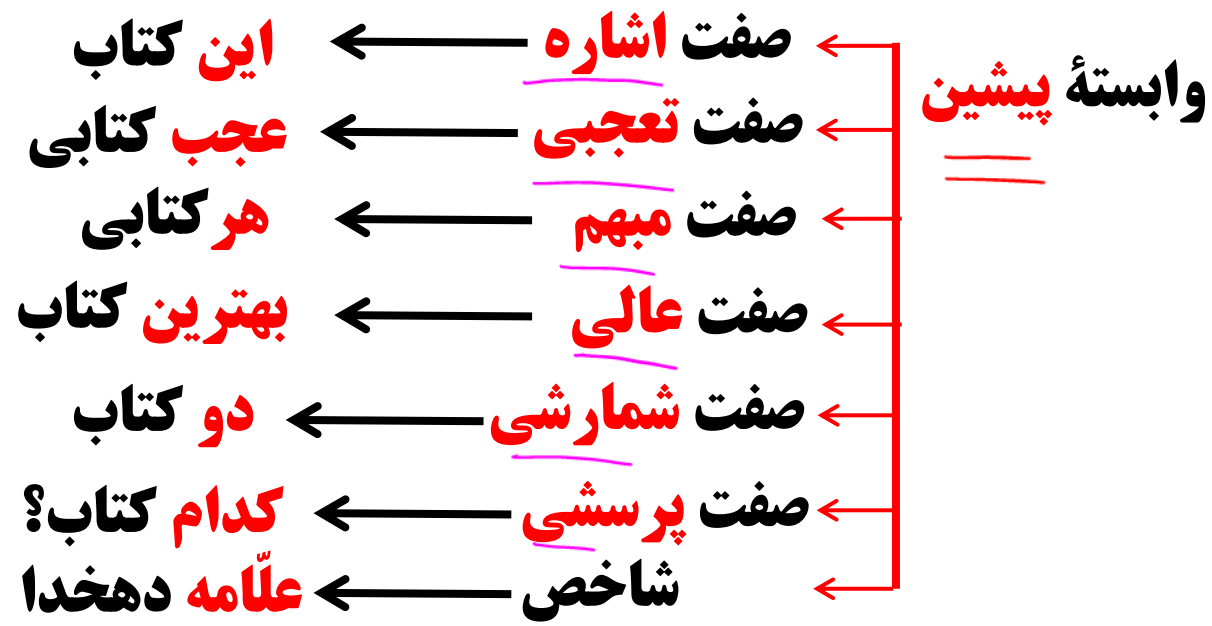 وابستهٔ پیشین
صفت اشاره این کتاب
صفت تعجبی عجب کتابی
صفت مبهم هر کتابی
صفت عالی بهترین کتاب
صفت شمارشی دو کتاب
صفت پرسشی کدام کتاب؟
شاخص علّامه دهخدا